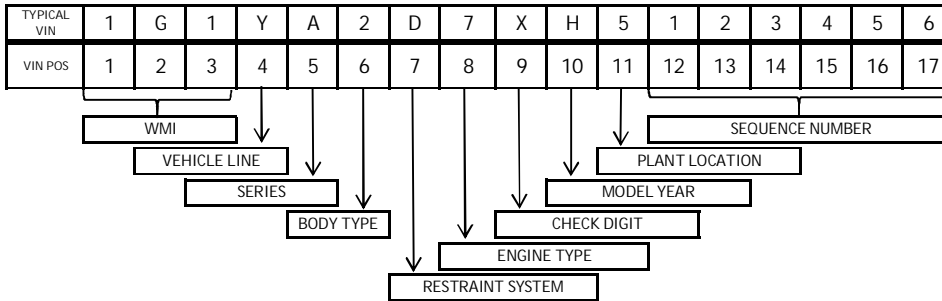 TYPICAL VIN 1 G 1 Y A 2 D 7 X H 5 1 2 3 4 5 6
VIN POS 1 2 3 4 5 6 7 8 9 10 11 12 13 14 15 16 17
WMI SEQUENCE NUMBER
VEHICLE LINE PLANT LOCATION
SERIES MODEL YEAR
BODY TYPE CHECK DIGIT
ENGINE TYPE
RESTRAINT SYSTEM